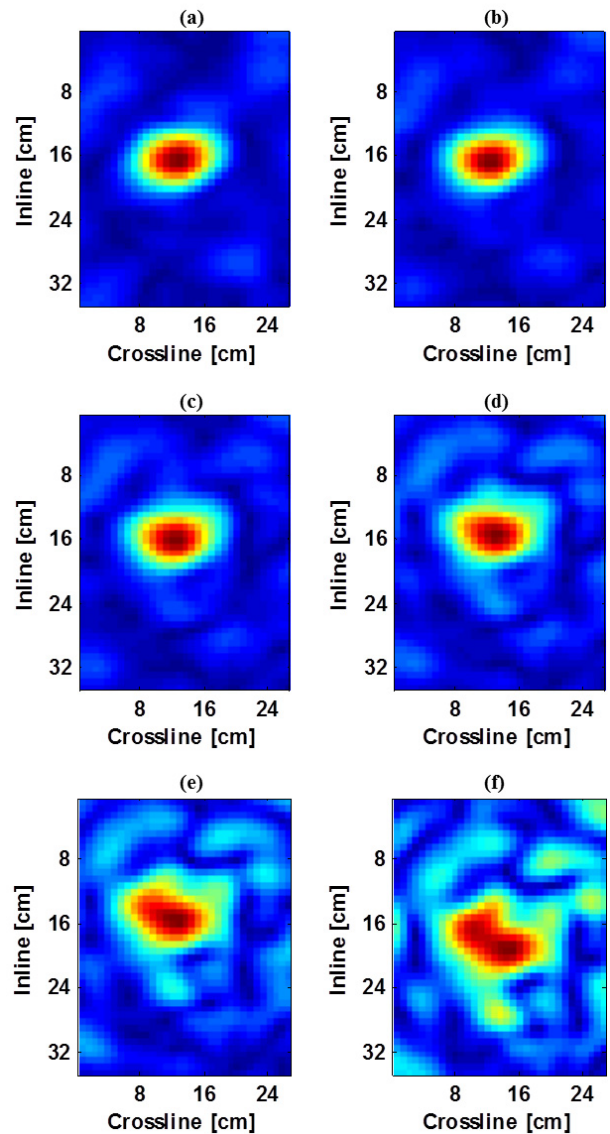 (a)
(b)
Inline [cm]
8
16
24
32
8 16 24
Crossline [cm]
Inline [cm]
8
16
24
32
8 16 24
Crossline [cm]
(c)
(d)
Inline [cm]
8
16
24
32
8 16 24
Crossline [cm]
Inline [cm]
8
16
24
32
8 16 24
Crossline [cm]
(e)
(f)
Inline [cm]
8
16
24
32
8 16 24
Crossline [cm]
Inline [cm]
8
16
24
32
8 16 24
Crossline [cm]